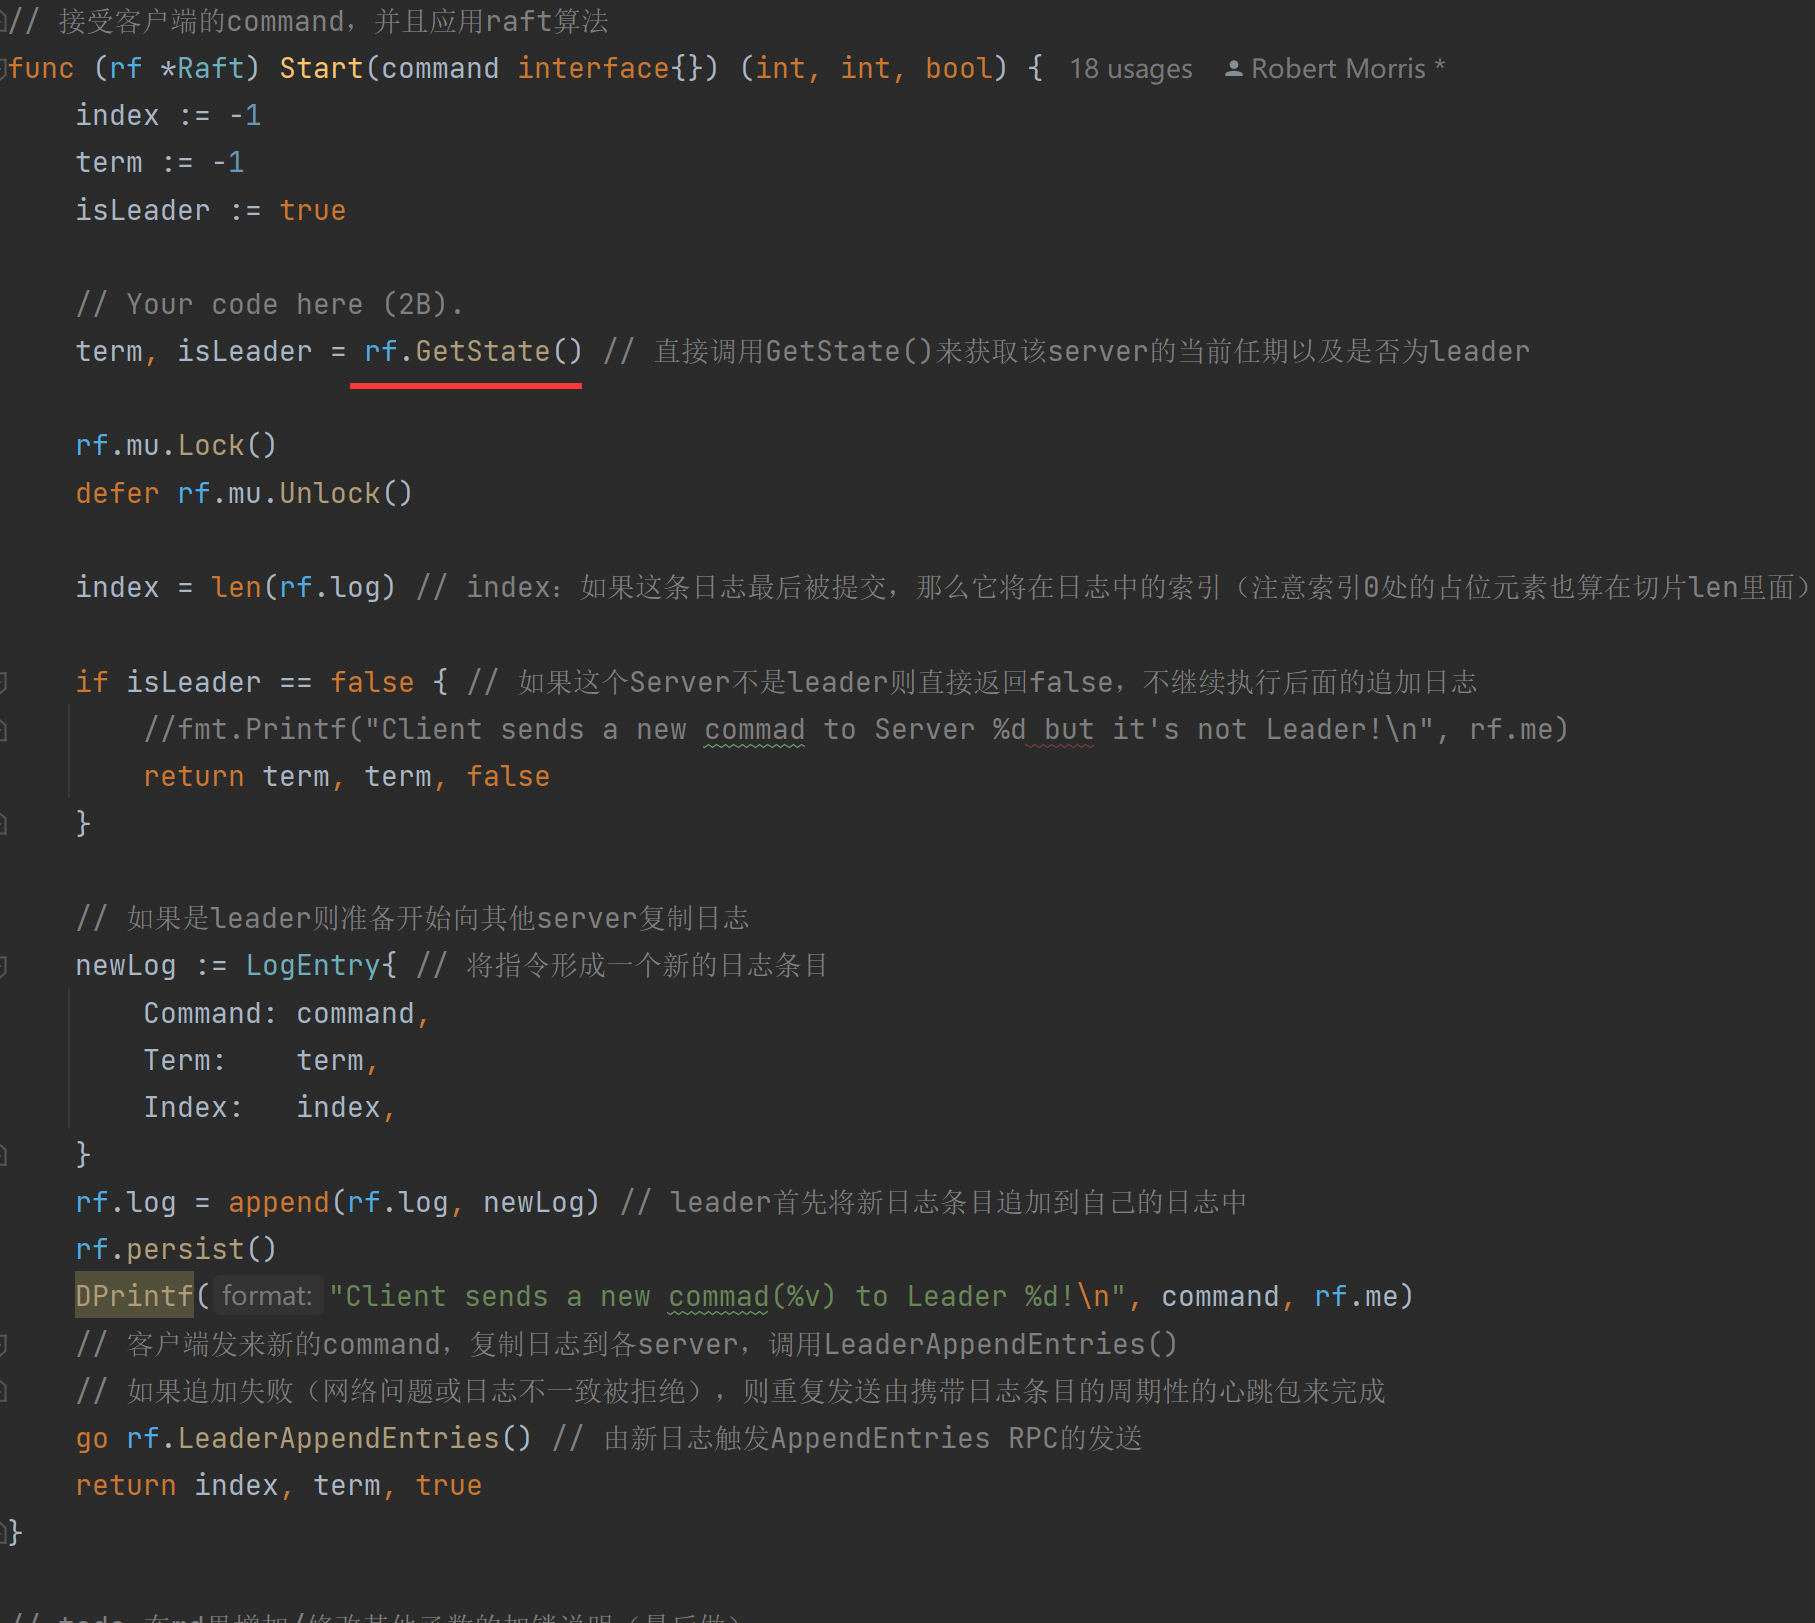 // 接受客户端的command，并且应用raft算法
func (rf *Raft) Start(command interface{}) (int, int, bool) { 18 usages Robert Morris *
index := -1
term := -1
isLeader := true
// Your code here (2B).
term, isLeader = rf.GetState() // 直接调用GetState()来获取该server的当前任期以及是否为leader
rf.mu.Lock()
defer rf.mu.Unlock()
index = len(rf.log) // index：如果这条日志最后被提交，那么它将在日志中的索引（注意索引0处的占位元素也算在切片len里面）
if isLeader == false { // 如果这个Server不是leader则直接返回false，不继续执行后面的追加日志
//fmt.Printf("Client sends a new commad to Server %d but it's not Leader!\n", rf.me)
return term, term, false
}
// 如果是leader则准备开始向其他server复制日志
newLog := LogEntry{ // 将指令形成一个新的日志条目
Command: command,
Term: term,
Index: index,
}
rf.log = append(rf.log, newLog) // leader首先将新日志条目追加到自己的日志中
rf.persist()
DPrintf( format: "Client sends a new commad(%v) to Leader %d!\n", command, rf.me)
// 客户端发来新的command，复制日志到各server，调用LeaderAppendEntries()
// 如果追加失败（网络问题或日志不一致被拒绝），则重复发送由携带日志条目的周期性的心跳包来完成
go rf.LeaderAppendEntries() // 由新日志触发AppendEntries RPC的发送
return index, term, true
}